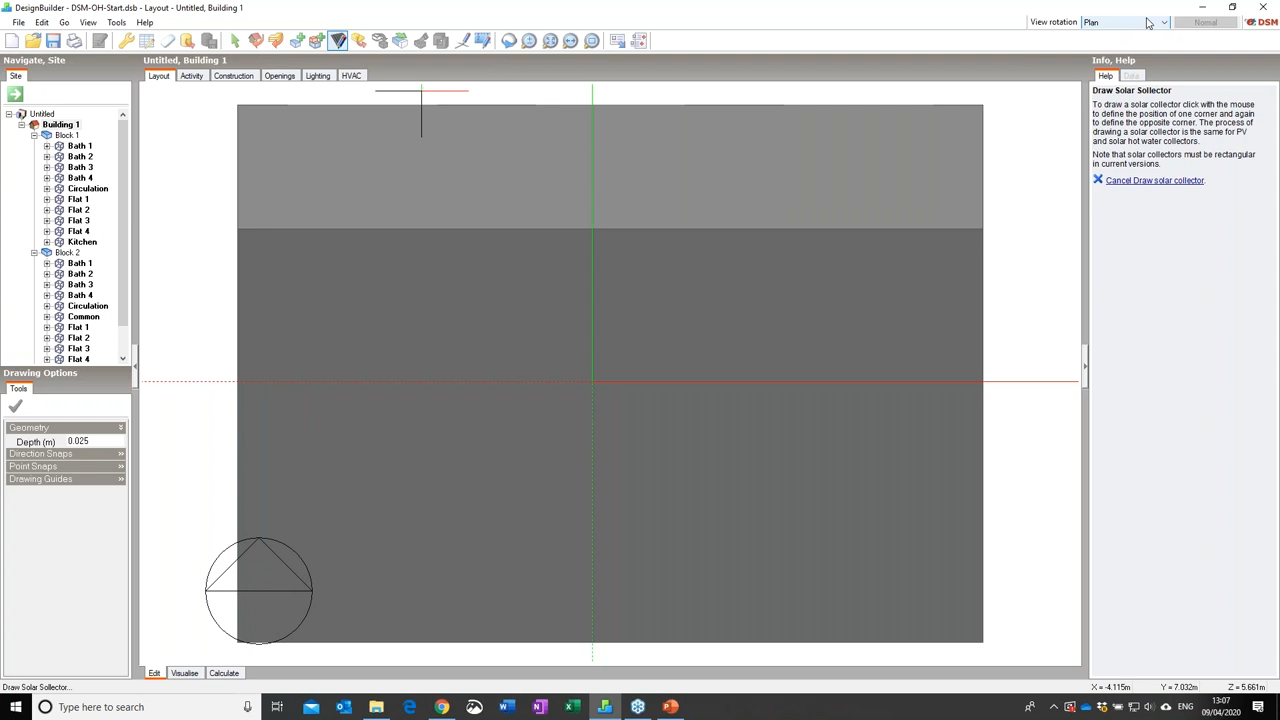 DesignBuilder - DSM-OH-Start.dsb - Layout - Untitled, Building 1
File Edit Go View Tools Help
View rotation Plan Normal DSM
Navigate, Site
Untitled, Building 1
Info, Help
Site
Layout Activity Construction Openings Lighting HVAC
Help Data
Untitled
Building 1
Block 1
Bath 1
Bath 2
Bath 3
Bath 4
Circulation
Flat 1
Flat 2
Flat 3
Flat 4
Kitchen
Block 2
Bath 1
Bath 2
Bath 3
Bath 4
Circulation
Common
Flat 1
Flat 2
Flat 3
Flat 4
Draw Solar Sollector
To draw a solar collector click with the mouse
to define the position of one corner and again
to define the opposite corner. The process of
drawing a solar collector is the same for PV
and solar hot water collectors.
Note that solar collectors must be rectangular
in current versions.
Cancel Draw solar collector.
Drawing Options
Tools
Geometry
Depth (m) 0.025
Direction Snaps
Point Snaps
Drawing Guides
Edit Visualise Calculate
Draw Solar Sollector...
X = -4.115m Y = 7.032m Z = 5.661m
Type here to search
ENG
13:07
09/04/2020